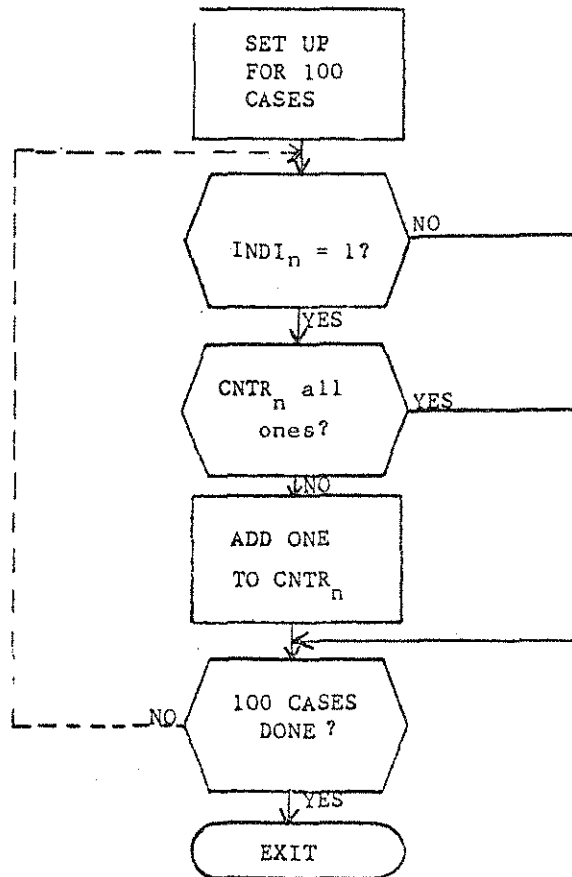 SET UP
FOR 100
CASES
INDIn = 1?
NO
YES
CNTRn all
ones?
YES
NO
ADD ONE
TO CNTRn
100 CASES
DONE ?
NO
YES
EXIT